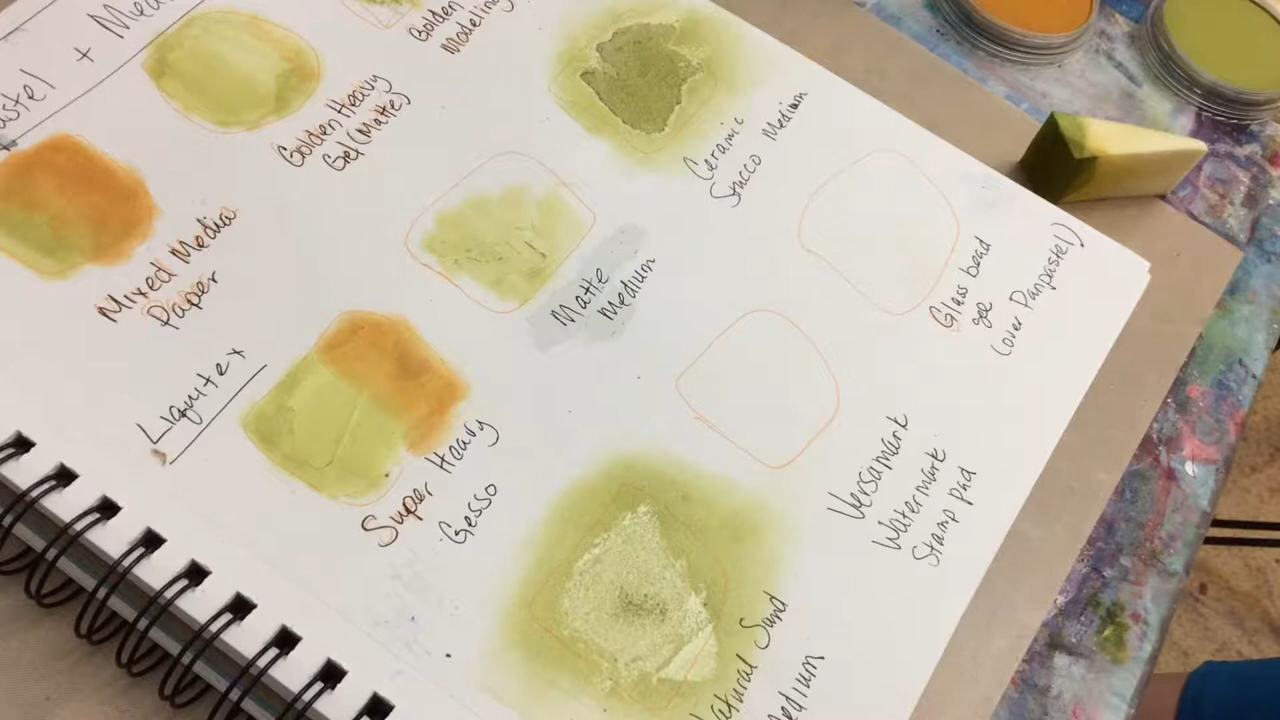 astel + Med
Golden
Modeling
Golden Heavy
Gel (Matte)
Ceramic
Stucco Medium
Mixed Media
Paper
Matte
Medium
Glass bead
gel
(over Panpastel)
Liquitex
Super Heavy
Gesso
Versamark
Watermark
Stamp pad
Natural Sand
Medium